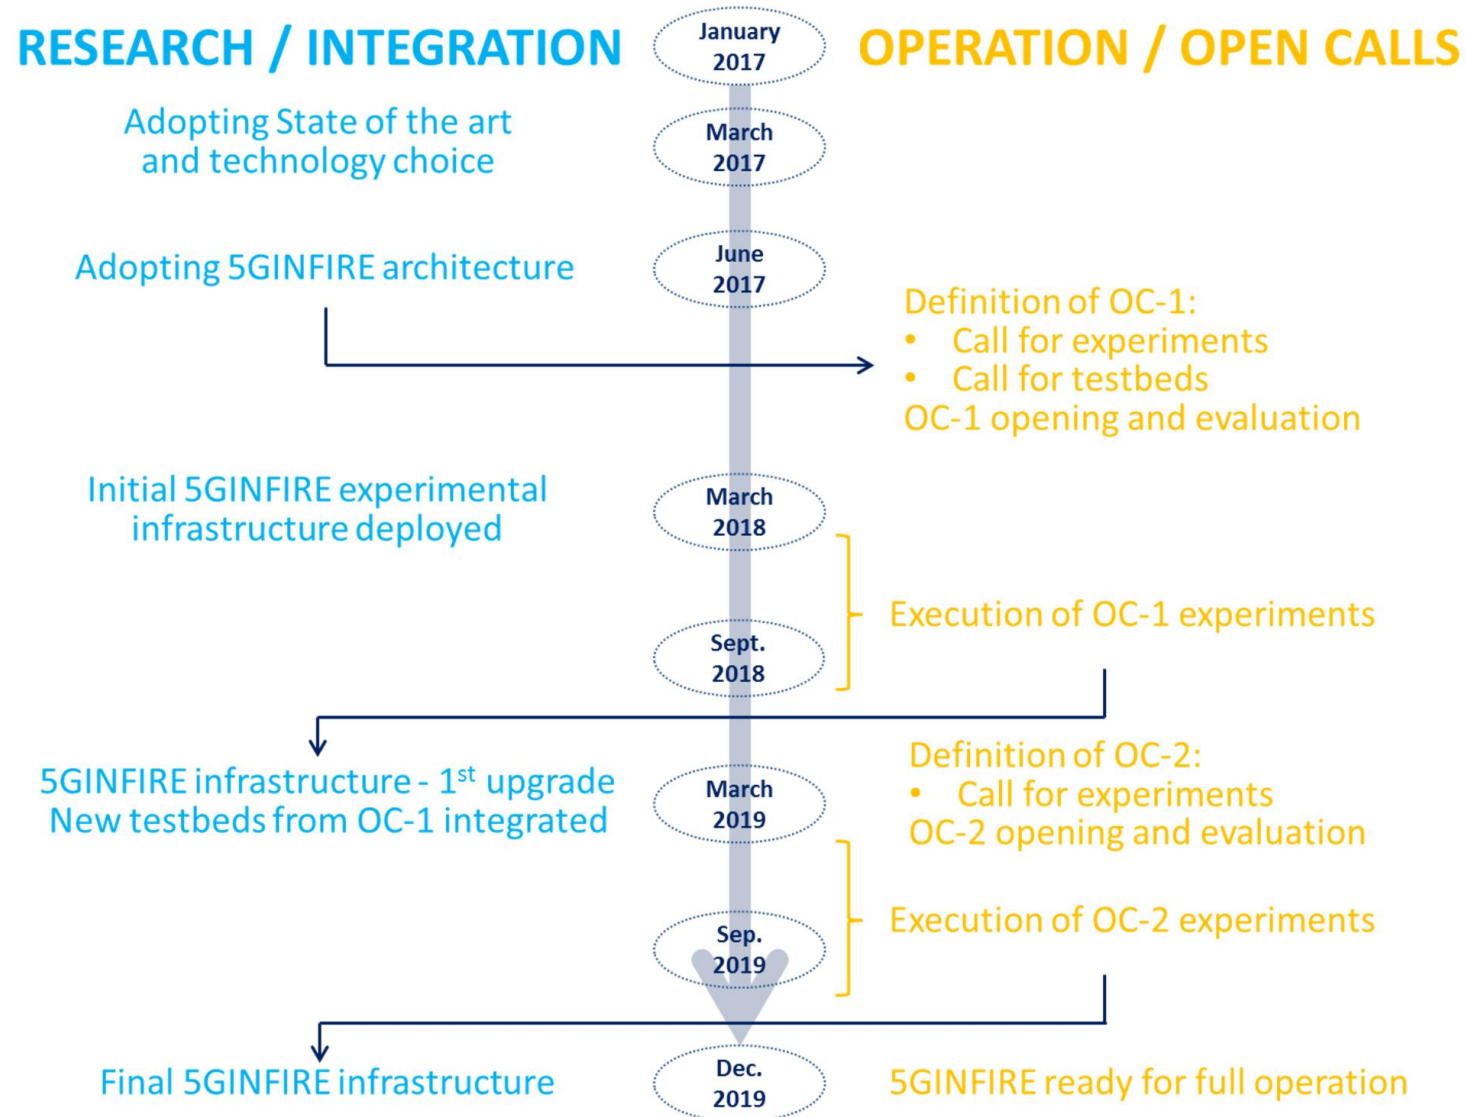 RESEARCH / INTEGRATION
January
2017
OPERATION / OPEN CALLS
Adopting State of the art
and technology choice
March
2017
Adopting 5GINFIRE architecture
June
2017
Definition of OC-1:
• Call for experiments
• Call for testbeds
OC-1 opening and evaluation
Initial 5GINFIRE experimental
infrastructure deployed
March
2018
Execution of OC-1 experiments
Sept.
2018
5GINFIRE infrastructure - 1st upgrade
New testbeds from OC-1 integrated
March
2019
Definition of OC-2:
• Call for experiments
OC-2 opening and evaluation
Execution of OC-2 experiments
Sep.
2019
Final 5GINFIRE infrastructure
Dec.
2019
5GINFIRE ready for full operation